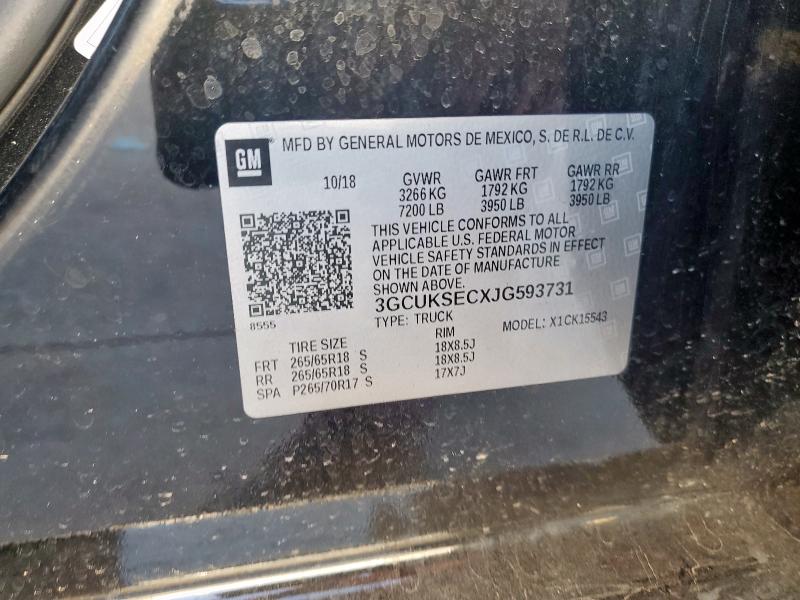 GM
MFD BY GENERAL MOTORS DE MEXICO, S. DE R.L. DE C.V.
10/18 GVWR GAWR FRT GAWR RR
3266 KG 1792 KG 1792 KG
7200 LB 3950 LB 3950 LB
THIS VEHICLE CONFORMS TO ALL
APPLICABLE U.S. FEDERAL MOTOR
VEHICLE SAFETY STANDARDS IN EFFECT
ON THE DATE OF MANUFACTURE
SHOWN ABOVE.
3GCUKSECXJG593731
8555
TYPE: TRUCK MODEL: X1CK15543
TIRE SIZE RIM
FRT 265/65R18 S 18X8.5J
RR 265/65R18 S 18X8.5J
SPA P265/70R17 S 17X7J